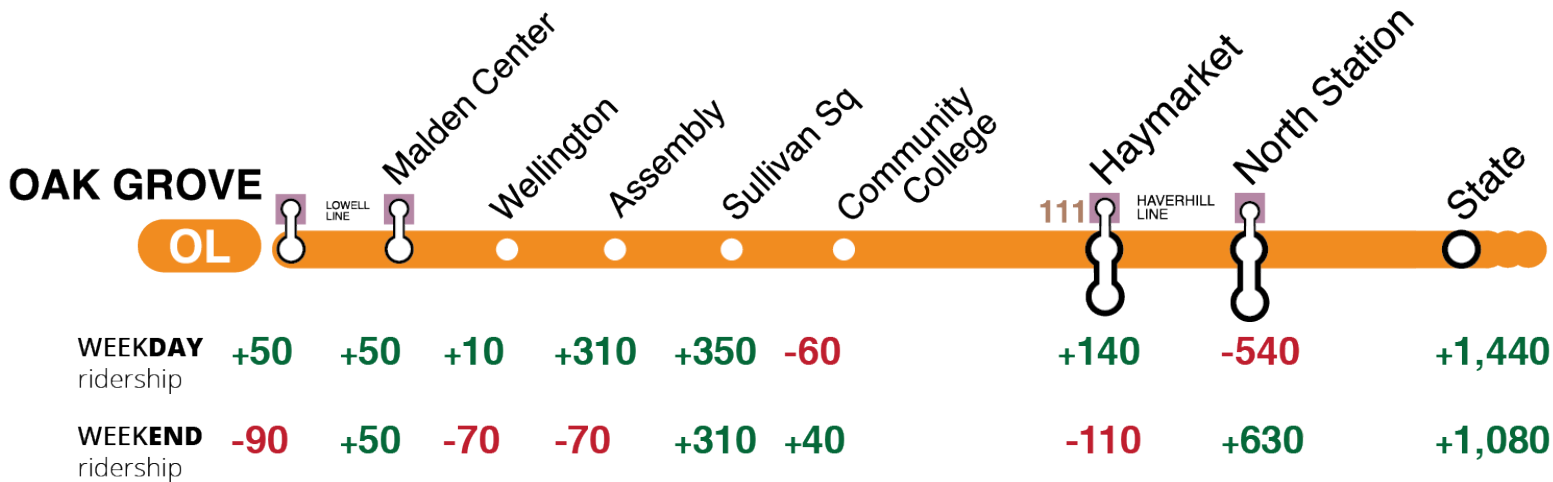 Malden Center
Wellington
Assembly
Sullivan Sq
Community
College
Haymarket
North Station
State
OAK GROVE
LOWELL
LINE
111
HAVERHILL
LINE
OL
WEEKDAY
ridership
+50 +50 +10 +310 +350 -60 +140 -540 +1,440
WEEKEND
ridership
-90 +50 -70 -70 +310 +40 -110 +630 +1,080